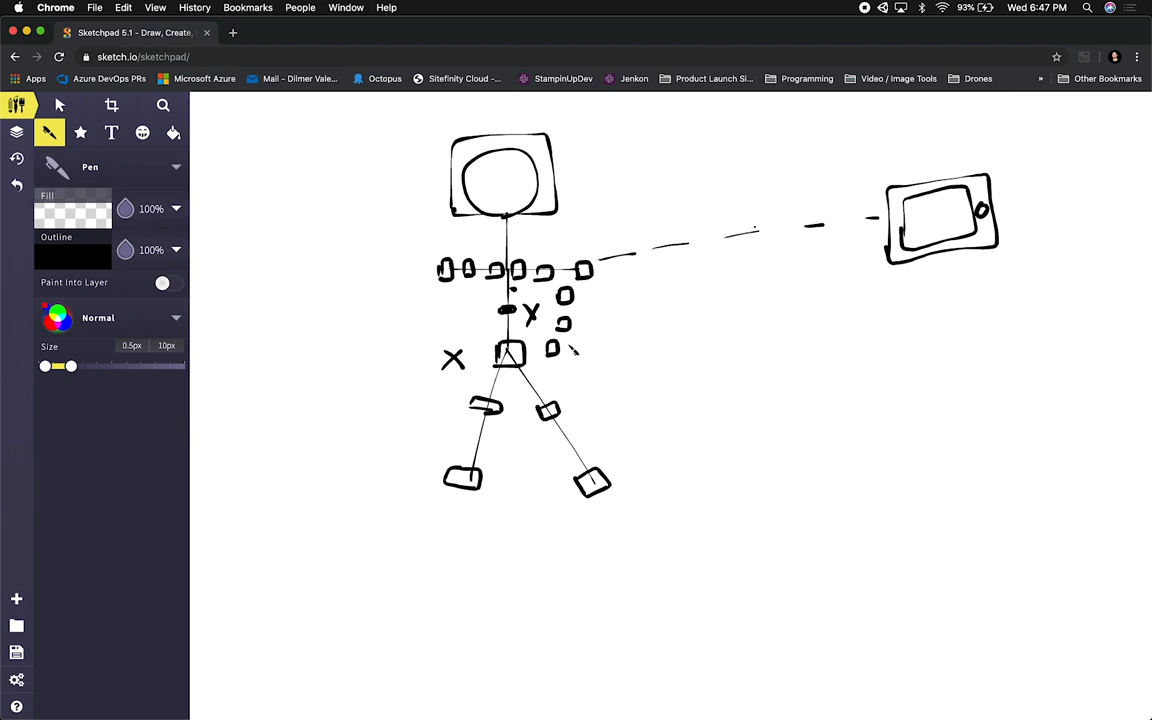 Chrome File Edit View History Bookmarks People Window Help 93% Wed 6:47 PM
Sketchpad 5.1 - Draw, Create,
sketch.io/sketchpad/
Apps Azure DevOps PRs Microsoft Azure Mail - Dilmer Vale... Octopus Sitefinity Cloud -... StampinUpDev Jenkon Product Launch Si... Programming Video / Image Tools Drones » Other Bookmarks
T
Pen
Fill
100%
Outline
100%
Paint Into Layer
Normal
Size 0.5px 10px
Y
X